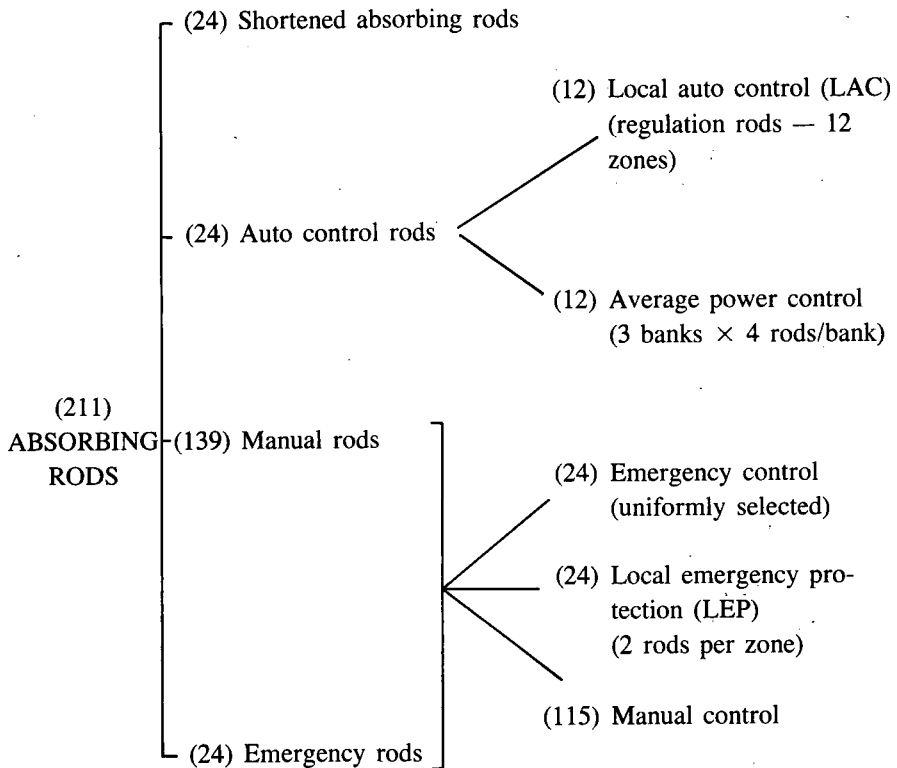 (24) Shortened absorbing rods
(12) Local auto control (LAC)
(regulation rods — 12
zones)
(24) Auto control rods
(12) Average power control
(3 banks × 4 rods/bank)
(211)
ABSORBING
RODS
(139) Manual rods
(24) Emergency control
(uniformly selected)
(24) Local emergency pro-
tection (LEP)
(2 rods per zone)
(115) Manual control
(24) Emergency rods